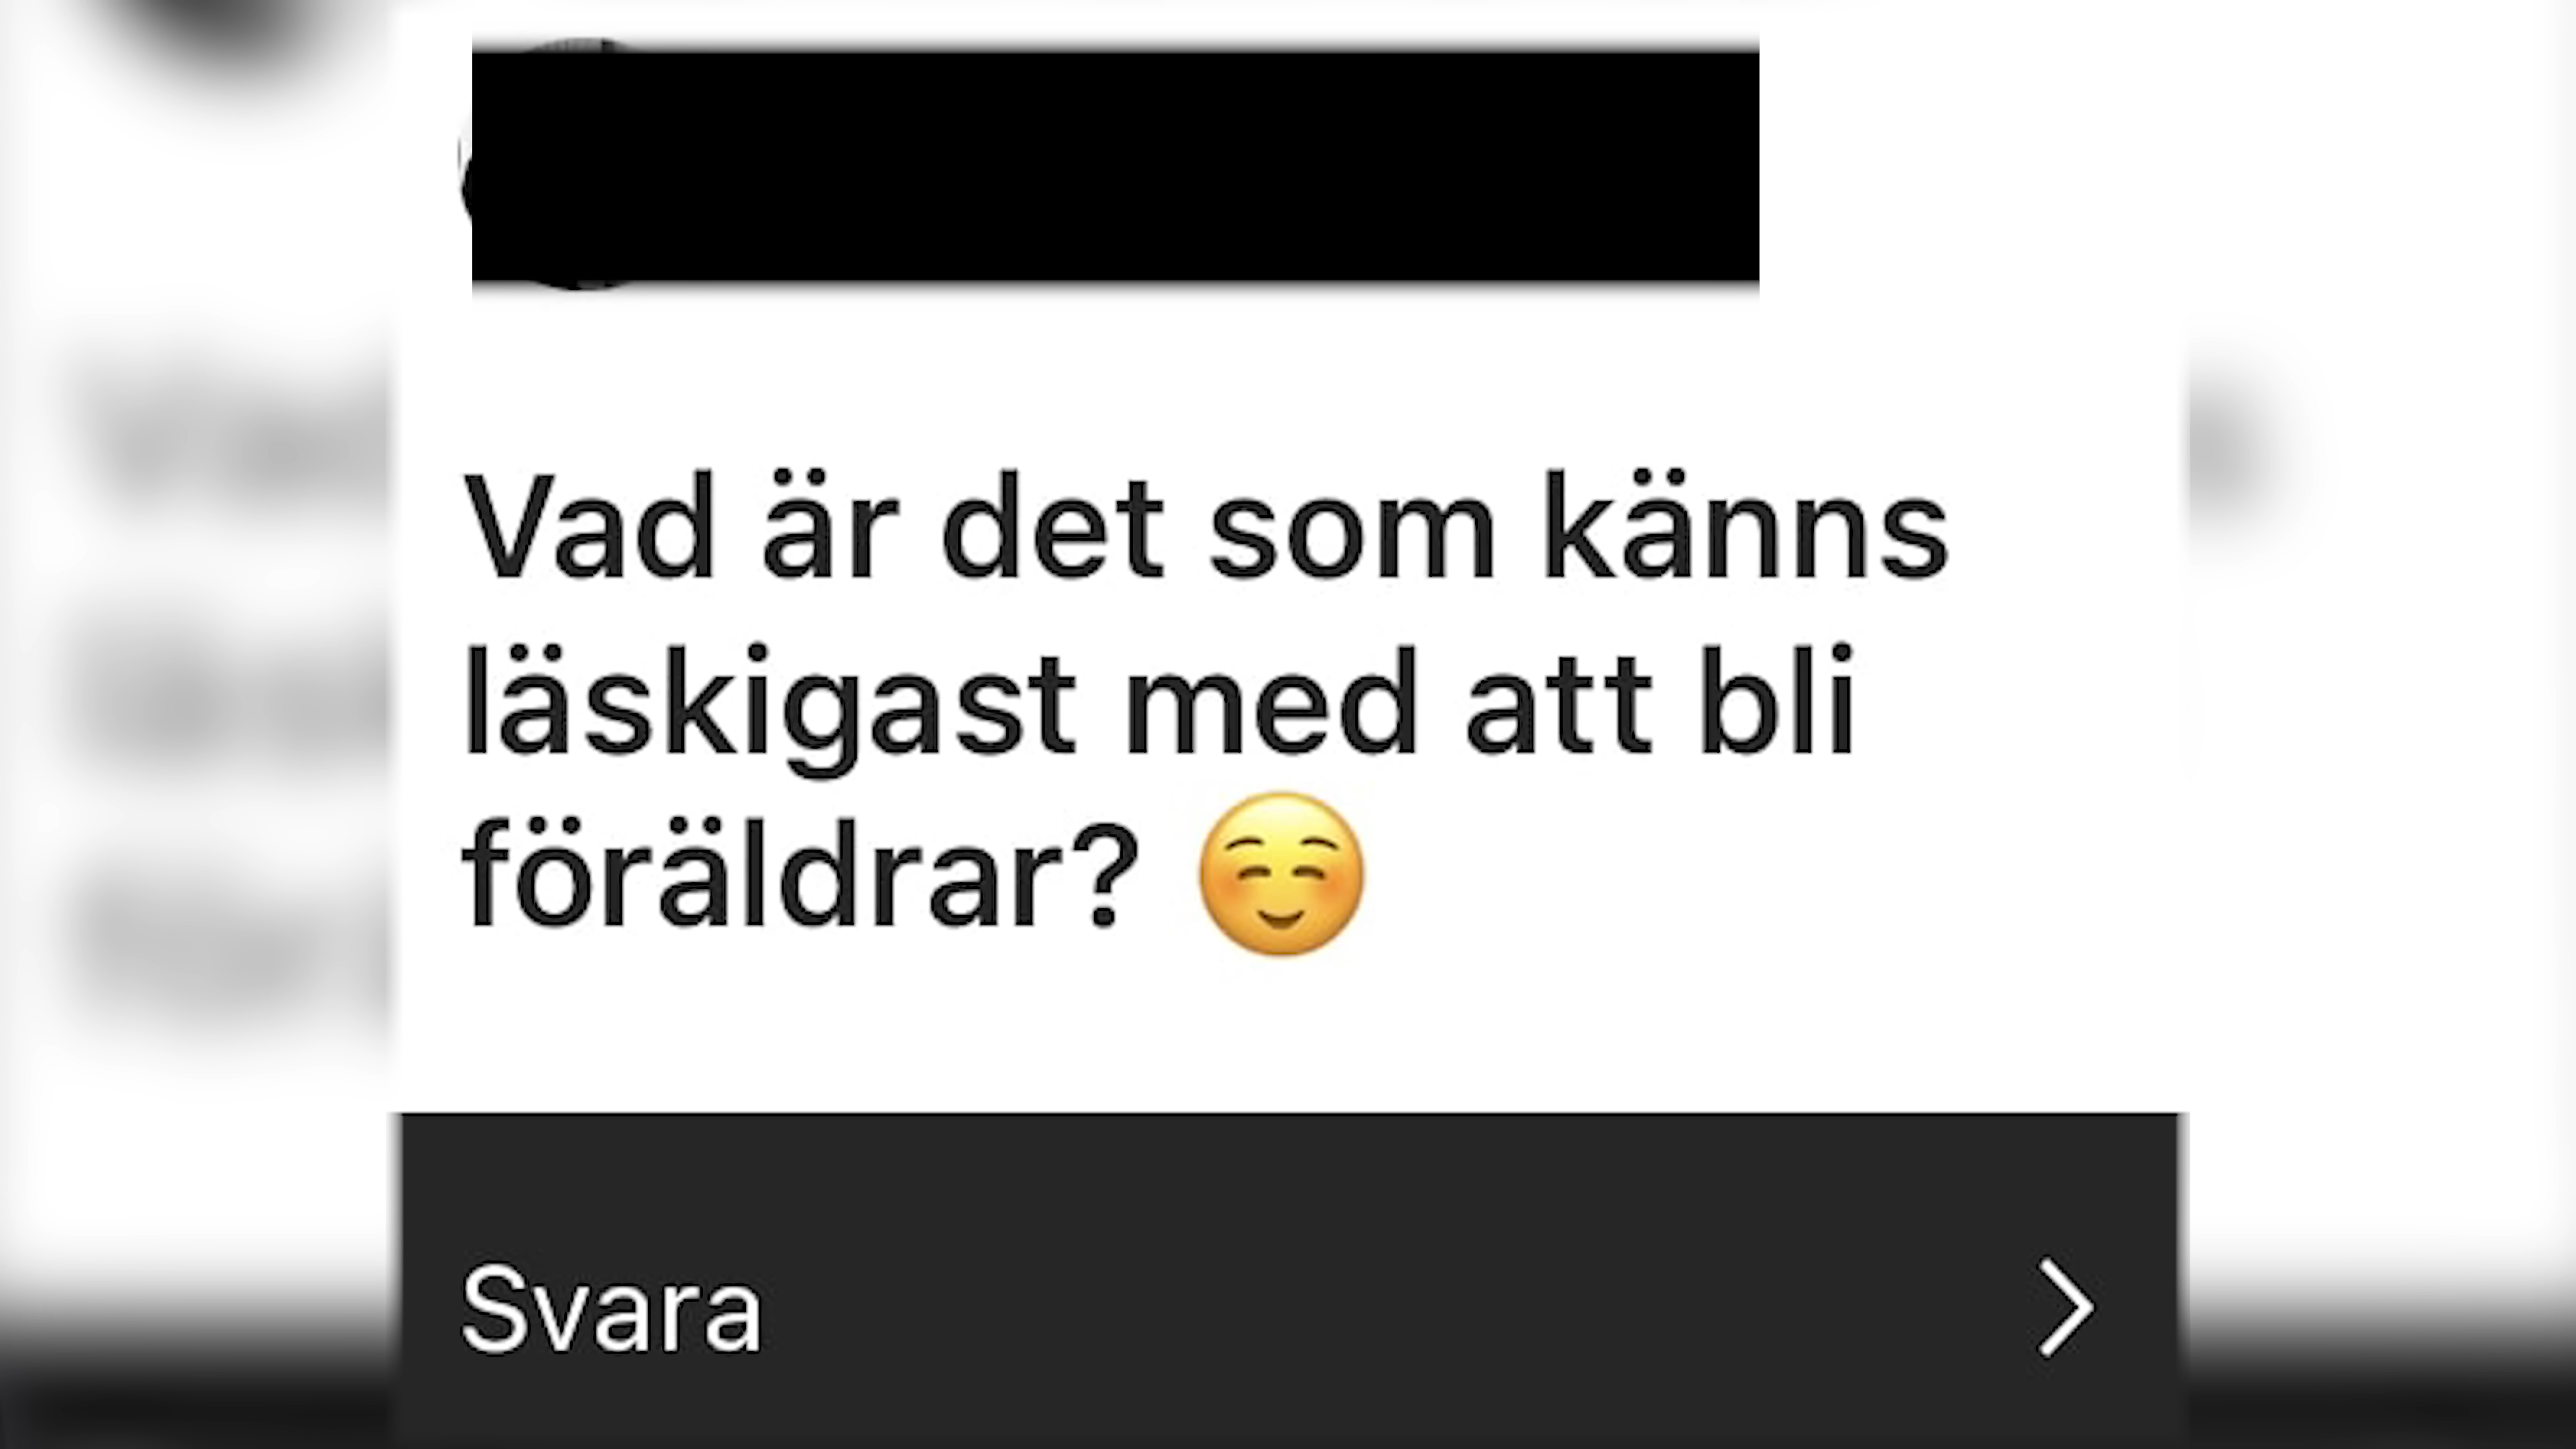 Vad är det som känns
läskigast med att bli
föräldrar? ☺️
Svara